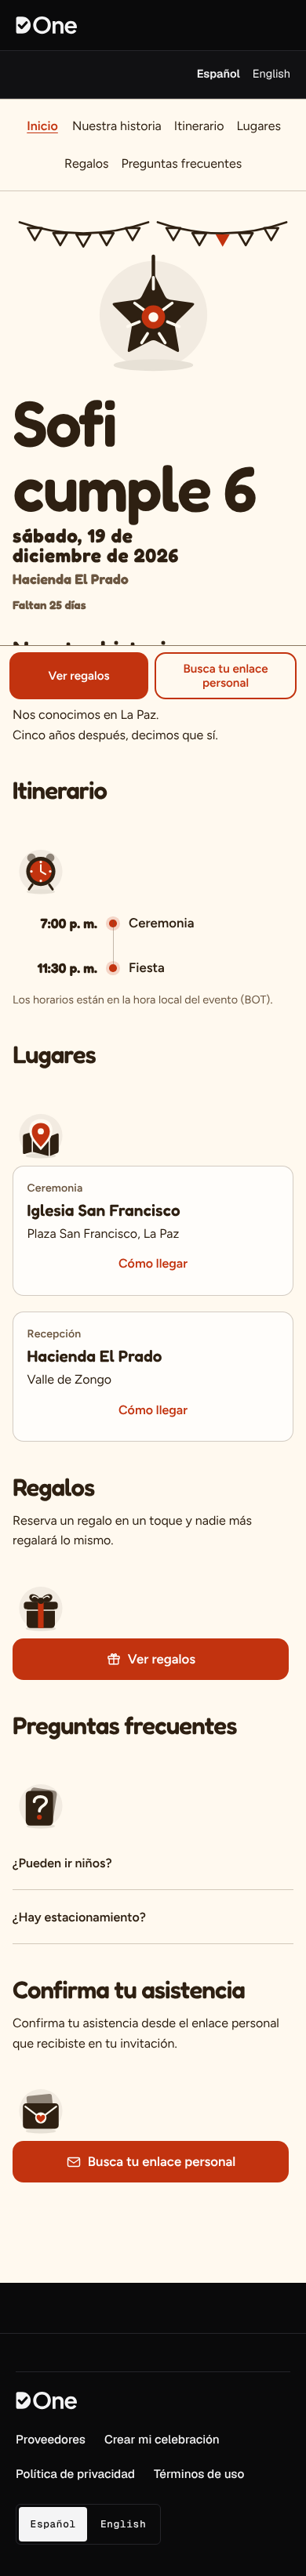 One
Español English
Inicio Nuestra historia Itinerario Lugares
Regalos Preguntas frecuentes
Sofi
cumple 6
sábado, 19 de
diciembre de 2026
Hacienda El Prado
Faltan 25 días
Ver regalos
Busca tu enlace
personal
Nos conocimos en La Paz.
Cinco años después, decimos que sí.
Itinerario
7:00 p. m. Ceremonia
11:30 p. m. Fiesta
Los horarios están en la hora local del evento (BOT).
Lugares
Ceremonia
Iglesia San Francisco
Plaza San Francisco, La Paz
Cómo llegar
Recepción
Hacienda El Prado
Valle de Zongo
Cómo llegar
Regalos
Reserva un regalo en un toque y nadie más
regalará lo mismo.
Ver regalos
Preguntas frecuentes
?
¿Pueden ir niños?
¿Hay estacionamiento?
Confirma tu asistencia
Confirma tu asistencia desde el enlace personal
que recibiste en tu invitación.
Busca tu enlace personal
One
Proveedores Crear mi celebración
Política de privacidad Términos de uso
Español English